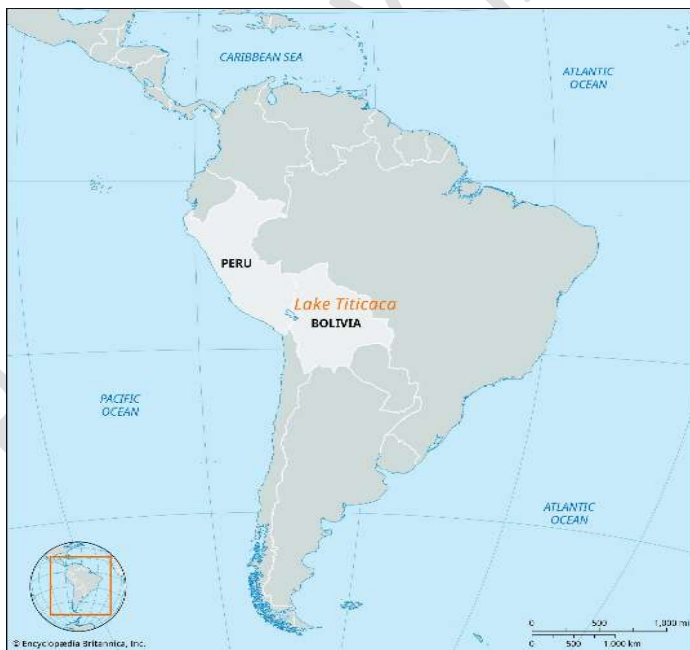 CARIBBEAN SEA
ATLANTIC
OCEAN
PERU
Lake Titicaca
BOLIVIA
PACIFIC
OCEAN
ATLANTIC
OCEAN
0 500 1,000 mi
0 500 1,000 km
© Encyclopædia Britannica, Inc.